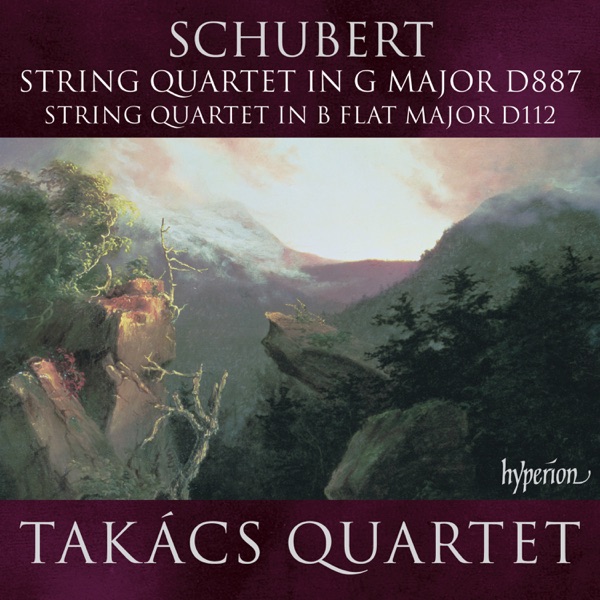 SCHUBERT
STRING QUARTET IN G MAJOR D887
STRING QUARTET IN B FLAT MAJOR D112
hyperion
TAKÁCS QUARTET